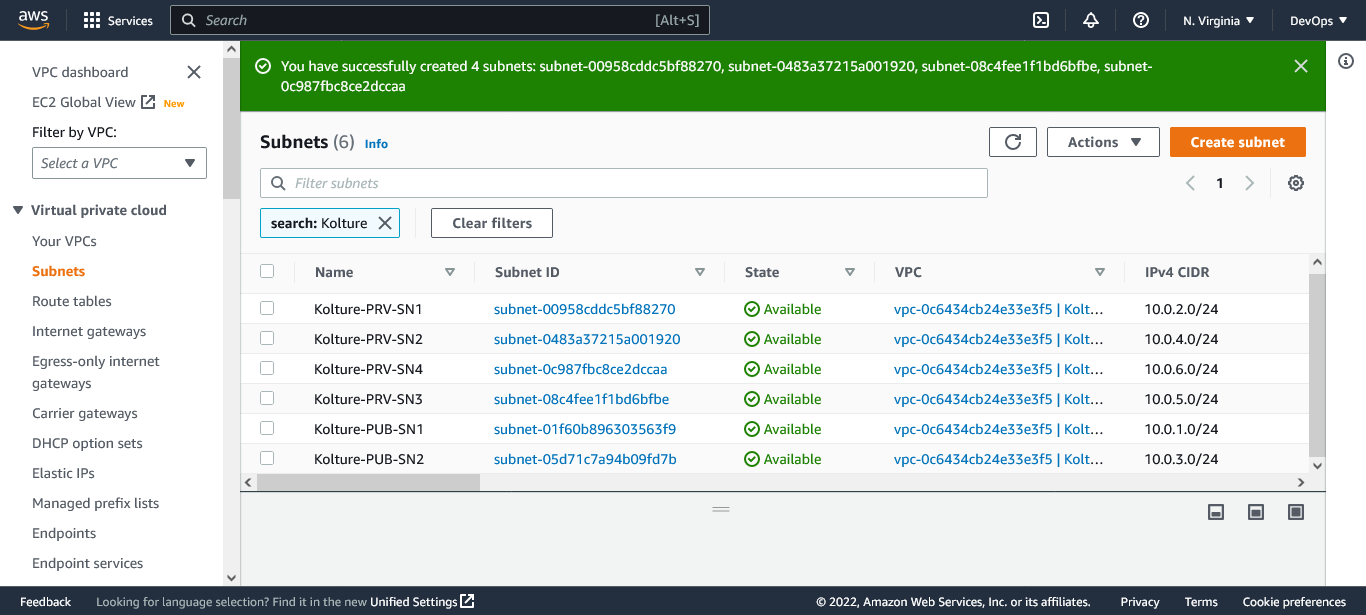 aws Services Search [Alt+S] N. Virginia DevOps
VPC dashboard
EC2 Global View New
Filter by VPC:
Select a VPC
Virtual private cloud
Your VPCs
Subnets
Route tables
Internet gateways
Egress-only internet
gateways
Carrier gateways
DHCP option sets
Elastic IPs
Managed prefix lists
Endpoints
Endpoint services
You have successfully created 4 subnets: subnet-00958cddc5bf88270, subnet-0483a37215a001920, subnet-08c4fee1f1bd6bfbe, subnet-
0c987fbc8ce2dccaa
Subnets (6) Info
Actions
Create subnet
Filter subnets
1
search: Kolture
Clear filters
Name Subnet ID State VPC IPv4 CIDR
Kolture-PRV-SN1 subnet-00958cddc5bf88270 Available vpc-0c6434cb24e33e3f5 | Kolt... 10.0.2.0/24
Kolture-PRV-SN2 subnet-0483a37215a001920 Available vpc-0c6434cb24e33e3f5 | Kolt... 10.0.4.0/24
Kolture-PRV-SN4 subnet-0c987fbc8ce2dccaa Available vpc-0c6434cb24e33e3f5 | Kolt... 10.0.6.0/24
Kolture-PRV-SN3 subnet-08c4fee1f1bd6bfbe Available vpc-0c6434cb24e33e3f5 | Kolt... 10.0.5.0/24
Kolture-PUB-SN1 subnet-01f60b896303563f9 Available vpc-0c6434cb24e33e3f5 | Kolt... 10.0.1.0/24
Kolture-PUB-SN2 subnet-05d71c7a94b09fd7b Available vpc-0c6434cb24e33e3f5 | Kolt... 10.0.3.0/24
Feedback Looking for language selection? Find it in the new Unified Settings © 2022, Amazon Web Services, Inc. or its affiliates. Privacy Terms Cookie preferences